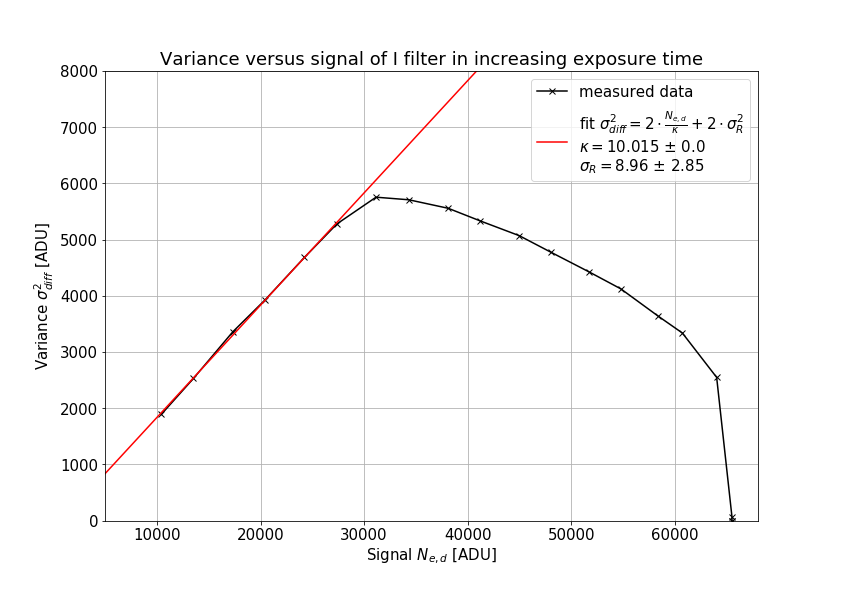 Variance versus signal of I filter in increasing exposure time
8000
7000
6000
5000
4000
3000
2000
1000
0
Variance σ²_diff [ADU]
measured data
fit σ²_diff = 2 · N_e,d/κ + 2 · σ²_R
κ = 10.015 ± 0.0
σ_R = 8.96 ± 2.85
10000 20000 30000 40000 50000 60000
Signal N_e,d [ADU]